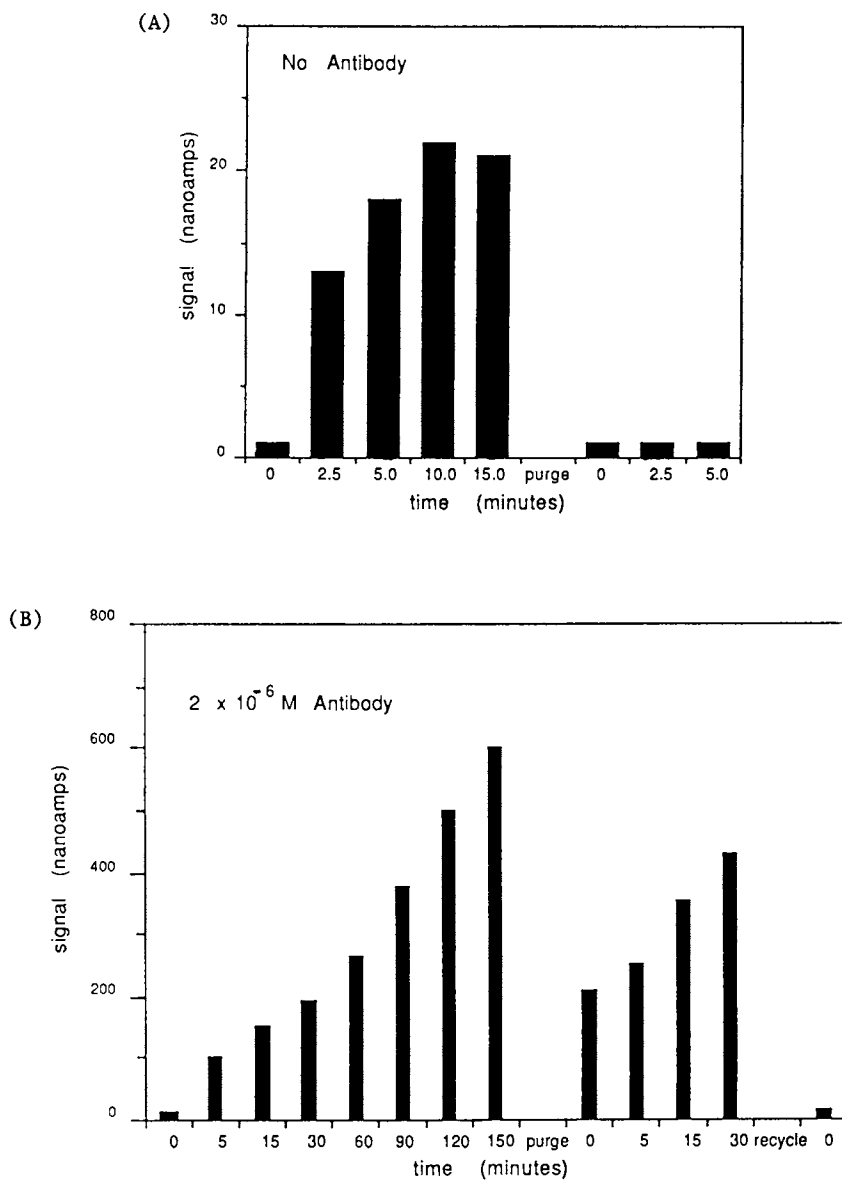 (A)
30
No Antibody
20
10
0
signal (nanoamps)
0 2.5 5.0 10.0 15.0 purge 0 2.5 5.0
time (minutes)
(B)
800
2 x 10-6 M Antibody
600
400
200
0
signal (nanoamps)
0 5 15 30 60 90 120 150 purge 0 5 15 30 recycle 0
time (minutes)